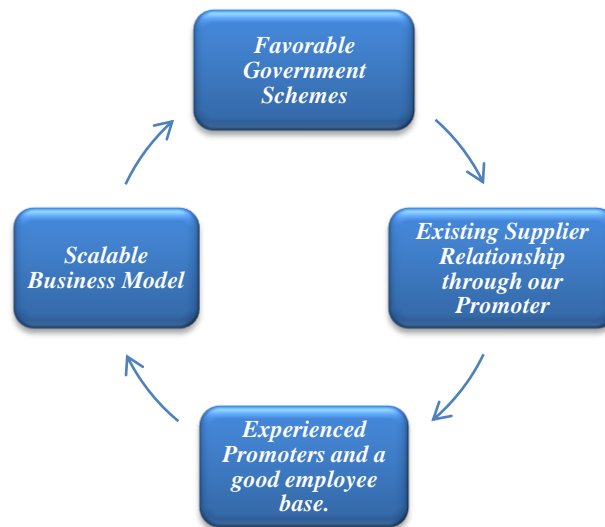 Favorable
Government
Schemes
Existing Supplier
Relationship
through our
Promoter
Experienced
Promoters and a
good employee
base.
Scalable
Business Model